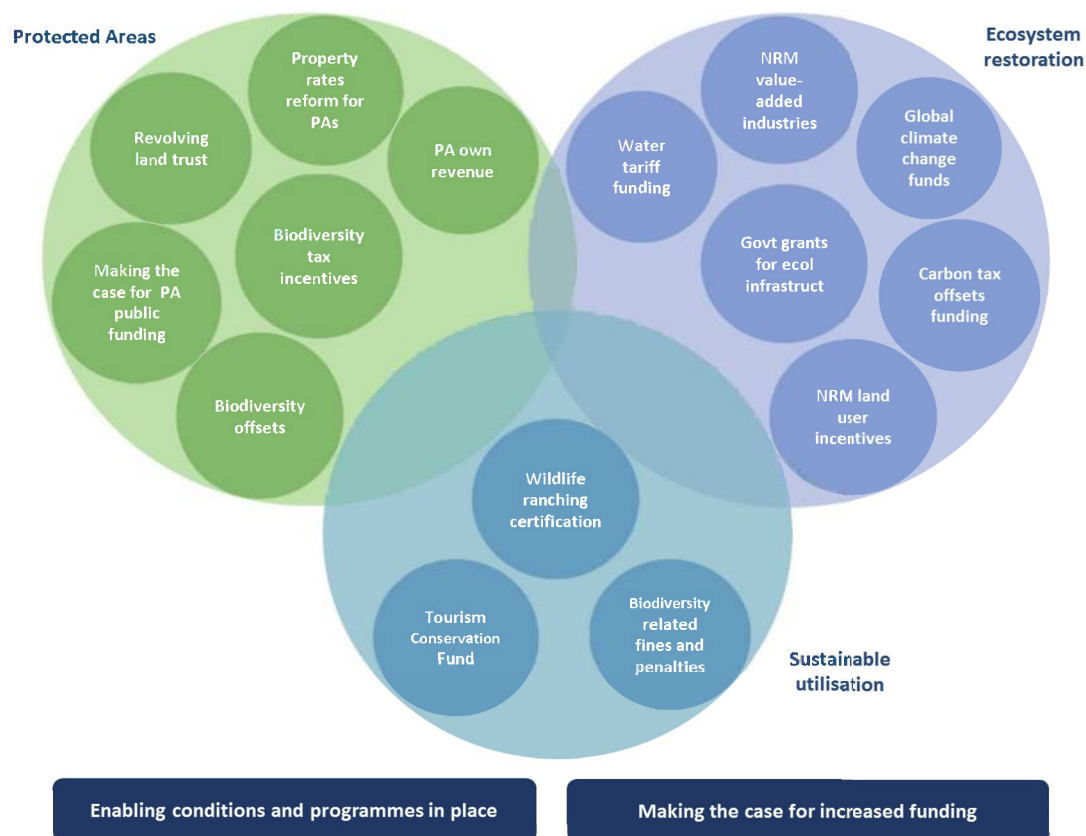 Protected Areas
Ecosystem
restoration
Property
rates
reform for
PAs
Revolving
land trust
PA own
revenue
Biodiversity
tax
incentives
Making the
case for PA
public
funding
Biodiversity
offsets
NRM
value-
added
industries
Water
tariff
funding
Global
climate
change
funds
Govt grants
for ecol
infrastruct
Carbon tax
offsets
funding
NRM land
user
incentives
Wildlife
ranching
certification
Tourism
Conservation
Fund
Biodiversity
related
fines and
penalties
Sustainable
utilisation
Enabling conditions and programmes in place
Making the case for increased funding